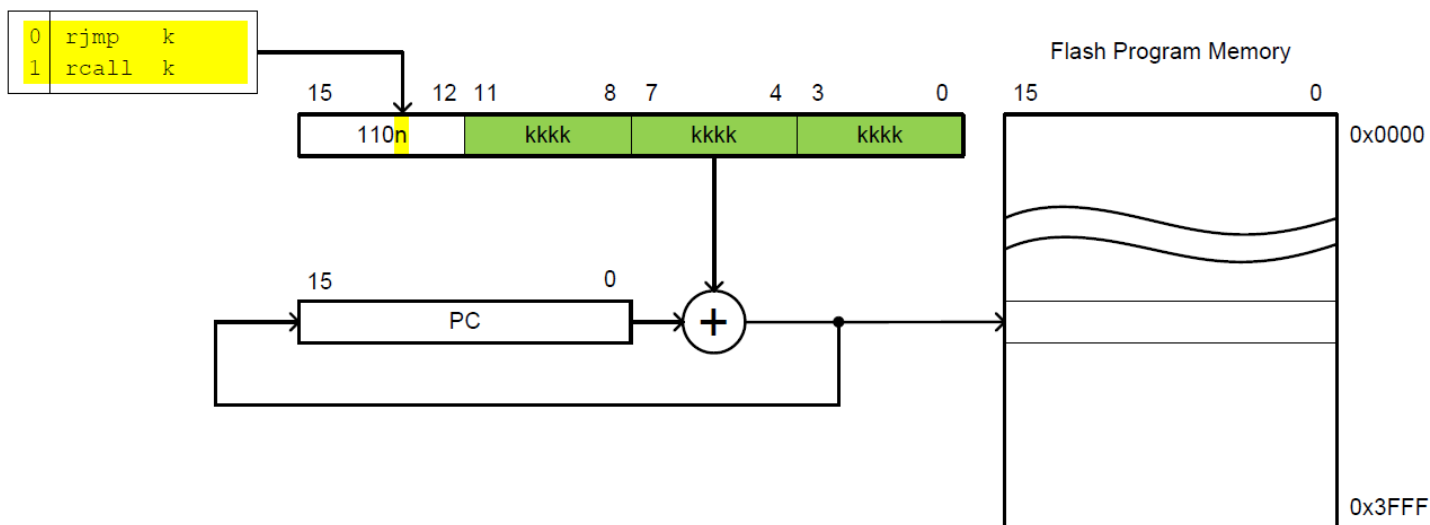 0 rjmp k
1 rcall k
Flash Program Memory
15 12 11 8 7 4 3 0
15 0
110n kkkk kkkk kkkk
0x0000
15 0
PC
+
0x3FFF